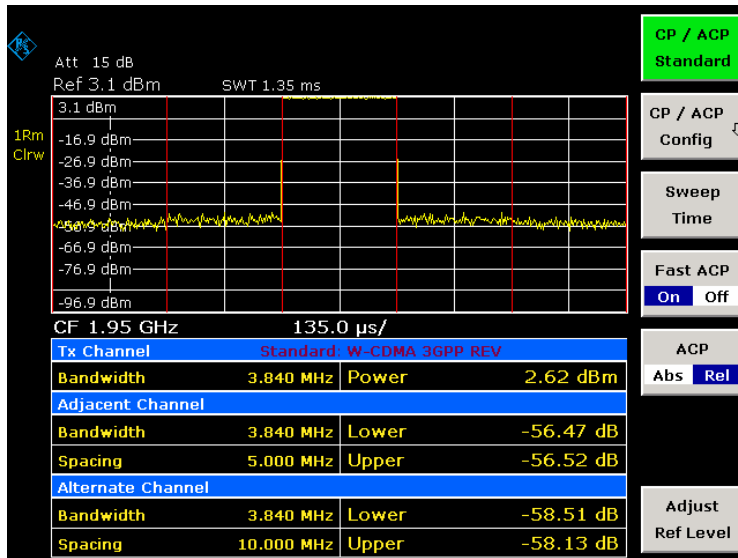 CP / ACP
Standard
Att 15 dB
Ref 3.1 dBm SWT 1.35 ms
3.1 dBm
CP / ACP
Config
1Rm
Clrw
-16.9 dBm
-26.9 dBm
-36.9 dBm
-46.9 dBm
-56.9 dBm
-66.9 dBm
-76.9 dBm
-96.9 dBm
Sweep
Time
Fast ACP
On Off
CF 1.95 GHz 135.0 µs/
Tx Channel Standard: W-CDMA 3GPP REV
Bandwidth 3.840 MHz Power 2.62 dBm
ACP
Abs Rel
Adjacent Channel
Bandwidth 3.840 MHz Lower -56.47 dB
Spacing 5.000 MHz Upper -56.52 dB
Alternate Channel
Bandwidth 3.840 MHz Lower -58.51 dB
Spacing 10.000 MHz Upper -58.13 dB
Adjust
Ref Level